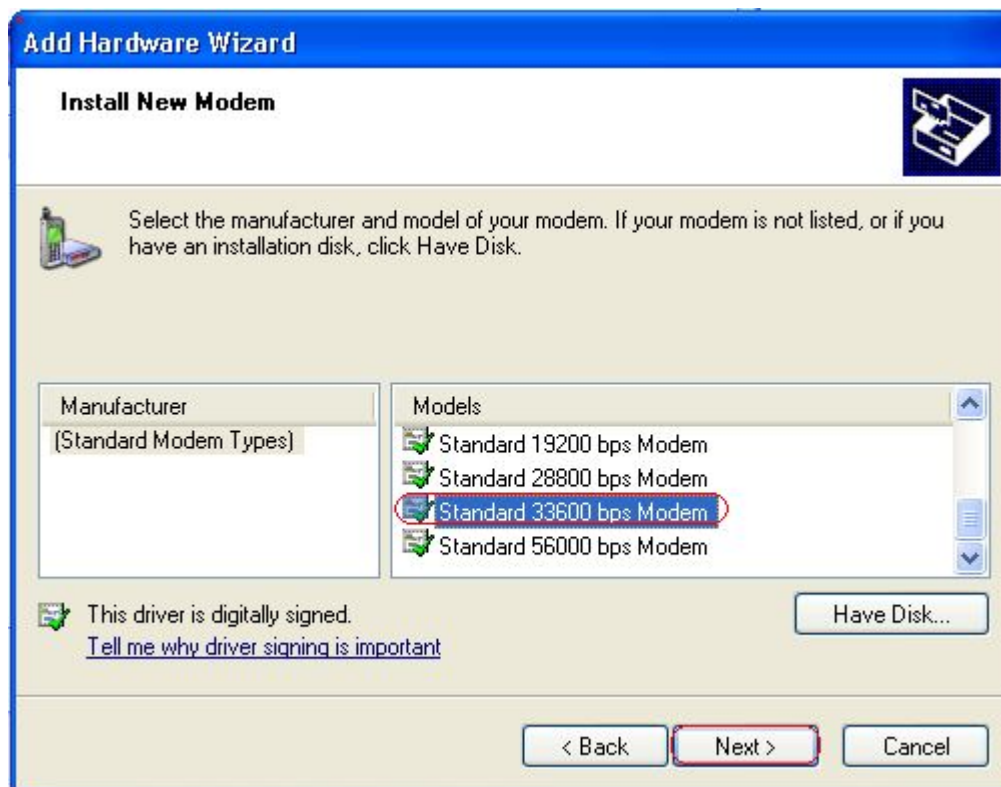 Add Hardware Wizard
Install New Modem
Select the manufacturer and model of your modem. If your modem is not listed, or if you
have an installation disk, click Have Disk.
Manufacturer
(Standard Modem Types)
Models
Standard 19200 bps Modem
Standard 28800 bps Modem
Standard 33600 bps Modem
Standard 56000 bps Modem
This driver is digitally signed.
Tell me why driver signing is important
Have Disk...
< Back
Next >
Cancel